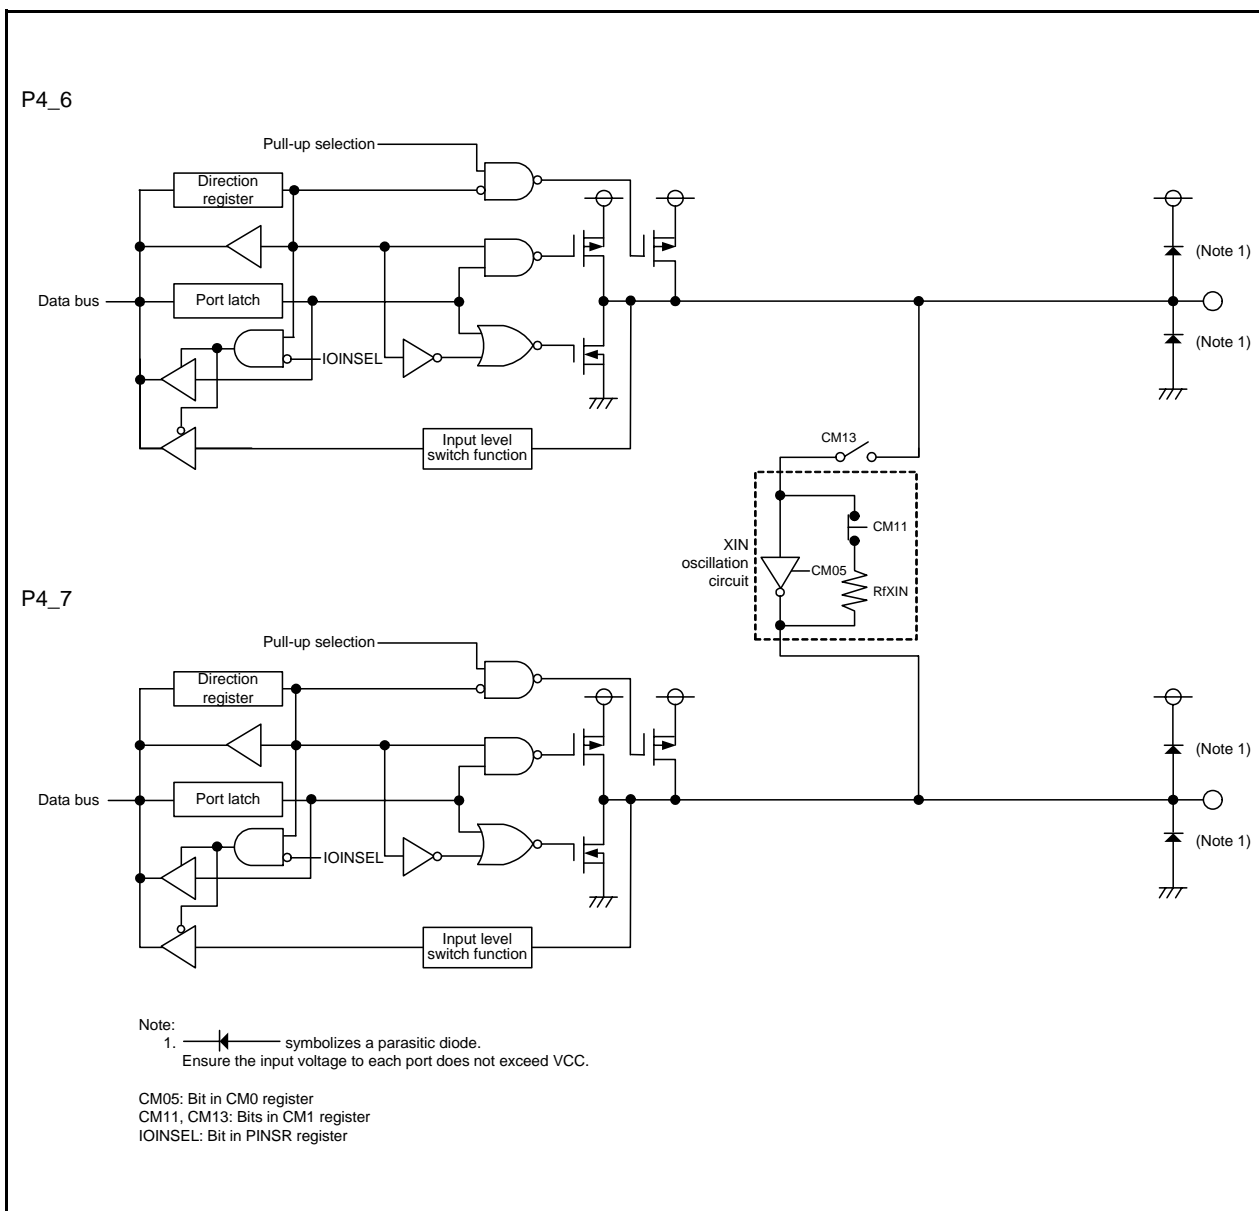 P4_6
Pull-up selection
Direction
register
(Note 1)
Data bus
Port latch
IOINSEL
(Note 1)
Input level
switch function
CM13
CM11
XIN
oscillation
circuit
CM05
RfXIN
P4_7
Pull-up selection
Direction
register
(Note 1)
Data bus
Port latch
IOINSEL
(Note 1)
Input level
switch function
Note:
1. symbolizes a parasitic diode.
Ensure the input voltage to each port does not exceed VCC.
CM05: Bit in CM0 register
CM11, CM13: Bits in CM1 register
IOINSEL: Bit in PINSR register